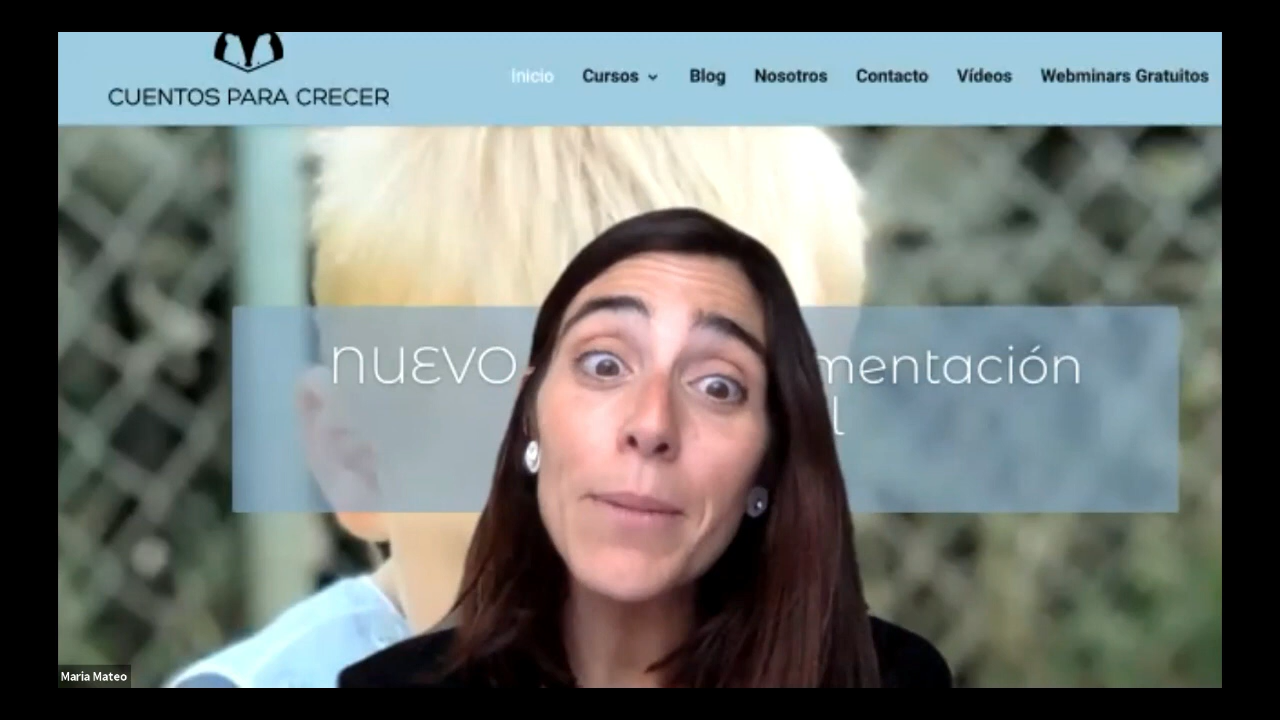 CUENTOS PARA CRECER
Inicio Cursos Blog Nosotros Contacto Vídeos Webminars Gratuitos
NUEVO mentación
l
Maria Mateo